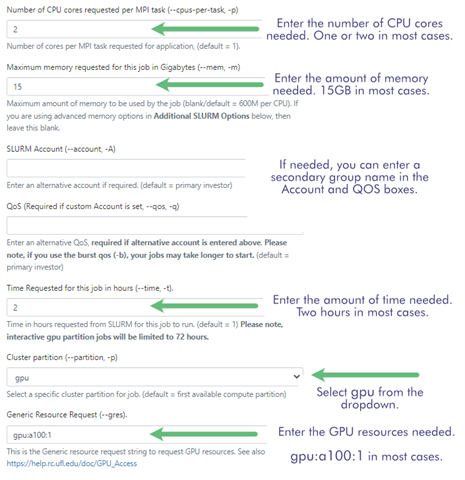 Number of CPU cores requested per MPI task (--cpus-per-task, -p)
2
Number of cores per MPI task requested for application, (default = 1).
Enter the number of CPU cores
needed. One or two in most cases.
Maximum memory requested for this job in Gigabytes (--mem, -m)
15
Maximum amount of memory to be used by the job (blank/default = 600M per CPU). If
you are using advanced memory options in Additional SLURM Options below, then
leave this blank.
Enter the amount of memory
needed. 15GB in most cases.
SLURM Account (--account, -A)
Enter an alternative account if required. (default = primary investor)
If needed, you can enter a
secondary group name in the
Account and QOS boxes.
QoS (Required if custom Account is set, --qos, -q)
Enter an alternative QoS, required if alternative account is entered above. Please
note, if you use the burst qos (-b), your jobs may take longer to start. (default =
primary investor)
Time Requested for this job in hours (--time, -t).
2
Time in hours requested from SLURM for this job to run. (default = 1) Please note,
interactive gpu partition jobs will be limited to 72 hours.
Enter the amount of time needed.
Two hours in most cases.
Cluster partition (--partition, -p)
gpu
Select a specific cluster partition for job. (default = first available compute partition)
Select gpu from the
dropdown.
Generic Resource Request (--gres).
gpu:a100:1
This is the Generic resource request string to request GPU resources. See also
https://help.rc.ufl.edu/doc/GPU_Access
Enter the GPU resources needed.
gpu:a100:1 in most cases.